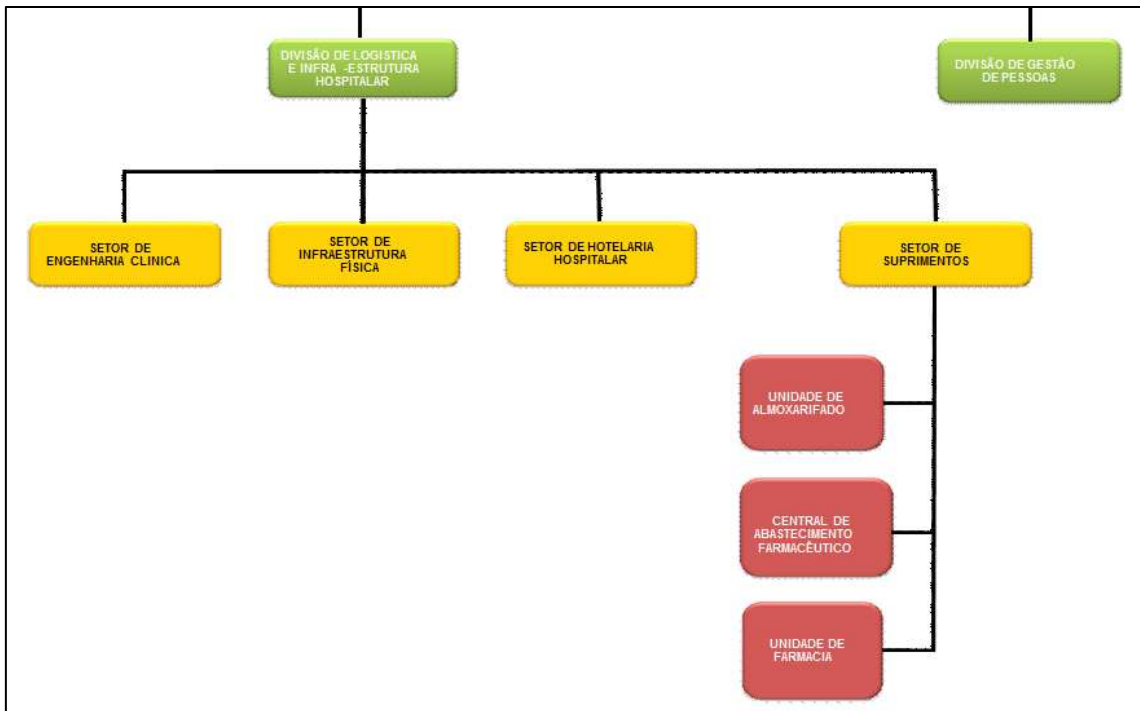 DIVISÃO DE LOGISTICA
E INFRA -ESTRUTURA
HOSPITALAR
DIVISÃO DE GESTÃO
DE PESSOAS
SETOR DE
ENGENHARIA CLINICA
SETOR DE
INFRAESTRUTURA
FÍSICA
SETOR DE HOTELARIA
HOSPITALAR
SETOR DE
SUPRIMENTOS
UNIDADE DE
ALMOXARIFADO
CENTRAL DE
ABASTECIMENTO
FARMACÊUTICO
UNIDADE DE
FARMACIA